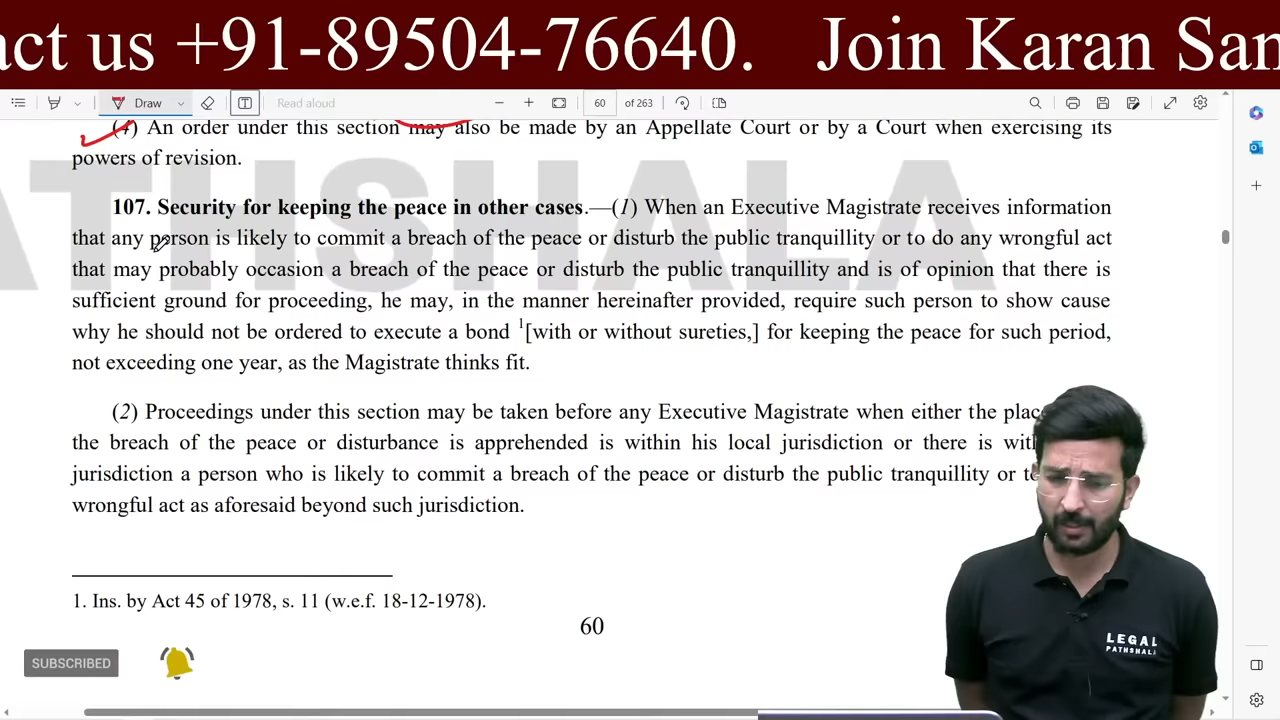 act us +91-89504-76640. Join Karan San
Draw
Read aloud
60 of 263
(4) An order under this section may also be made by an Appellate Court or by a Court when exercising its
powers of revision.
107. Security for keeping the peace in other cases.—(1) When an Executive Magistrate receives information
that any person is likely to commit a breach of the peace or disturb the public tranquillity or to do any wrongful act
that may probably occasion a breach of the peace or disturb the public tranquillity and is of opinion that there is
sufficient ground for proceeding, he may, in the manner hereinafter provided, require such person to show cause
why he should not be ordered to execute a bond 1[with or without sureties,] for keeping the peace for such period,
not exceeding one year, as the Magistrate thinks fit.
(2) Proceedings under this section may be taken before any Executive Magistrate when either the plac
the breach of the peace or disturbance is apprehended is within his local jurisdiction or there is wit
jurisdiction a person who is likely to commit a breach of the peace or disturb the public tranquillity or t
wrongful act as aforesaid beyond such jurisdiction.
1. Ins. by Act 45 of 1978, s. 11 (w.e.f. 18-12-1978).
60
ATHSHALA
SUBSCRIBED
LEGAL
PATHSHALA